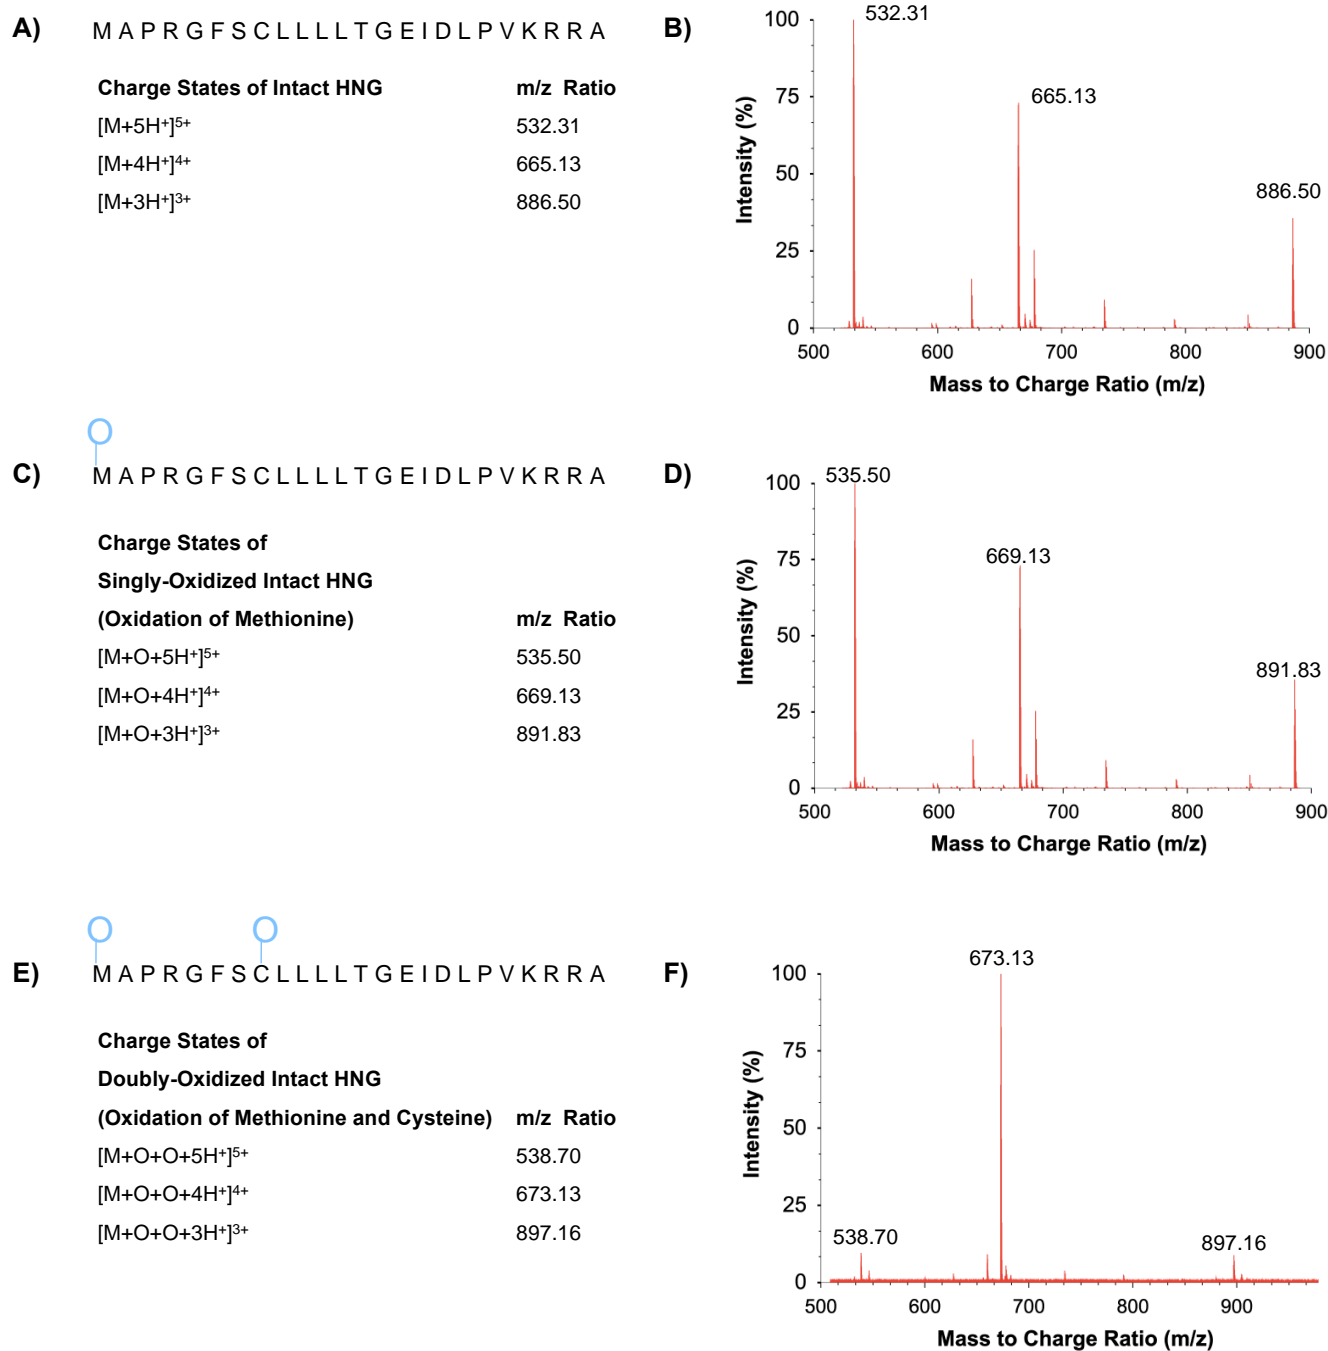 A) M A P R G F S C L L L L T G E I D L P V K R R A
Charge States of Intact HNG m/z Ratio
[M+5H⁺]⁵⁺ 532.31
[M+4H⁺]⁴⁺ 665.13
[M+3H⁺]³⁺ 886.50
B)
532.31
665.13
886.50
100
75
50
25
0
Intensity (%)
500 600 700 800 900
Mass to Charge Ratio (m/z)
O
C) M A P R G F S C L L L L T G E I D L P V K R R A
Charge States of
Singly-Oxidized Intact HNG
(Oxidation of Methionine) m/z Ratio
[M+O+5H⁺]⁵⁺ 535.50
[M+O+4H⁺]⁴⁺ 669.13
[M+O+3H⁺]³⁺ 891.83
D)
535.50
669.13
891.83
100
75
50
25
0
Intensity (%)
500 600 700 800 900
Mass to Charge Ratio (m/z)
O O
E) M A P R G F S C L L L L T G E I D L P V K R R A
Charge States of
Doubly-Oxidized Intact HNG
(Oxidation of Methionine and Cysteine) m/z Ratio
[M+O+O+5H⁺]⁵⁺ 538.70
[M+O+O+4H⁺]⁴⁺ 673.13
[M+O+O+3H⁺]³⁺ 897.16
F)
673.13
538.70
897.16
100
75
50
25
0
Intensity (%)
500 600 700 800 900
Mass to Charge Ratio (m/z)